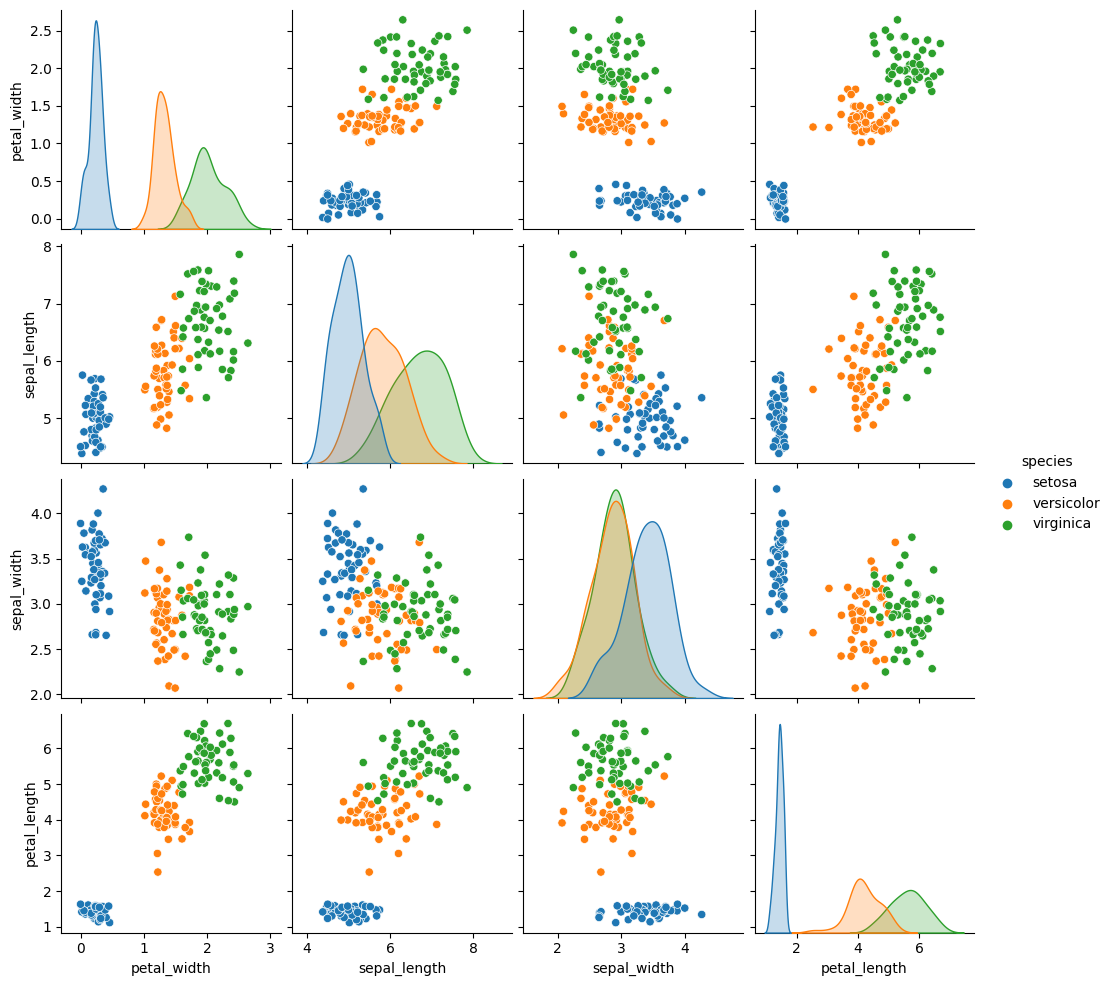 2.5
2.0
1.5
1.0
0.5
0.0
petal_width
8
7
6
5
sepal_length
species
setosa
versicolor
virginica
4.0
3.5
3.0
2.5
2.0
sepal_width
6
5
4
3
2
1
petal_length
0 1 2 3
4 6 8
2 3 4
2 4 6
petal_width sepal_length sepal_width petal_length